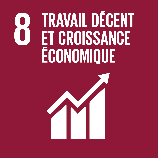 8 TRAVAIL DÉCENT
ET CROISSANCE
ÉCONOMIQUE